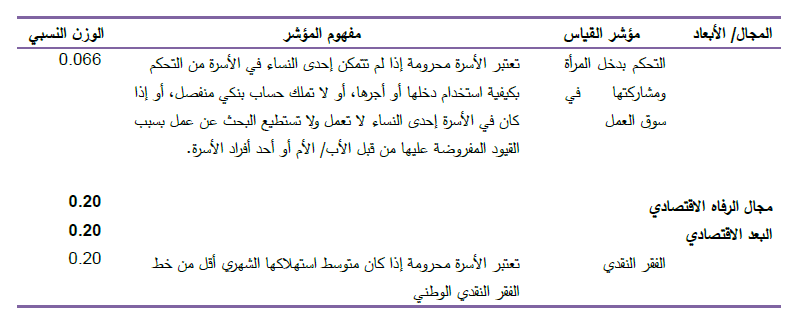 المجال/ الأبعاد مؤشر القياس مفهوم المؤشر الوزن النسبي
التحكم بدخل المرأة تعتبر الأسرة محرومة إذا لم تتمكن إحدى النساء في الأسرة من التحكم 0.066
ومشاركتها في بكيفية استخدام دخلها أو أجرها، أو لا تملك حساب بنكي منفصل، أو إذا
سوق العمل كان في الأسرة إحدى النساء لا تعمل ولا تستطيع البحث عن عمل بسبب
القيود المفروضة عليها من قبل الأب/ الأم أو أحد أفراد الأسرة.
مجال الرفاه الاقتصادي 0.20
البعد الاقتصادي 0.20
الفقر النقدي تعتبر الأسرة محرومة إذا كان متوسط استهلاكها الشهري أقل من خط 0.20
الفقر النقدي الوطني